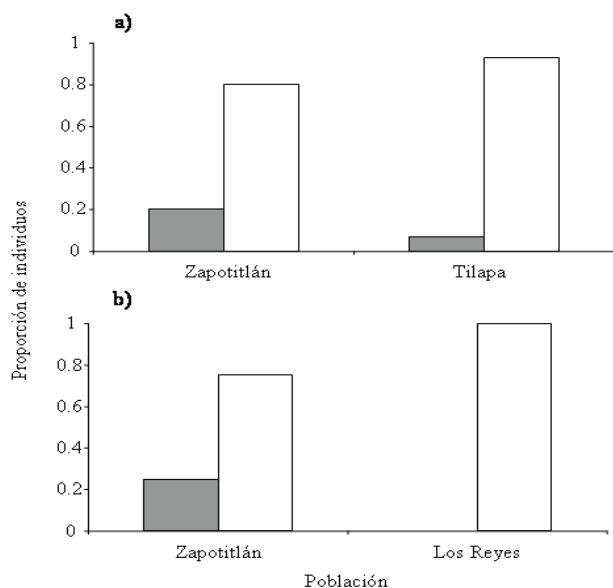 a)
1
0.8
0.6
0.4
0.2
0
Zapotitlán
Tilapa
Proporción de individuos
b)
1
0.8
0.6
0.4
0.2
0
Zapotitlán
Los Reyes
Población